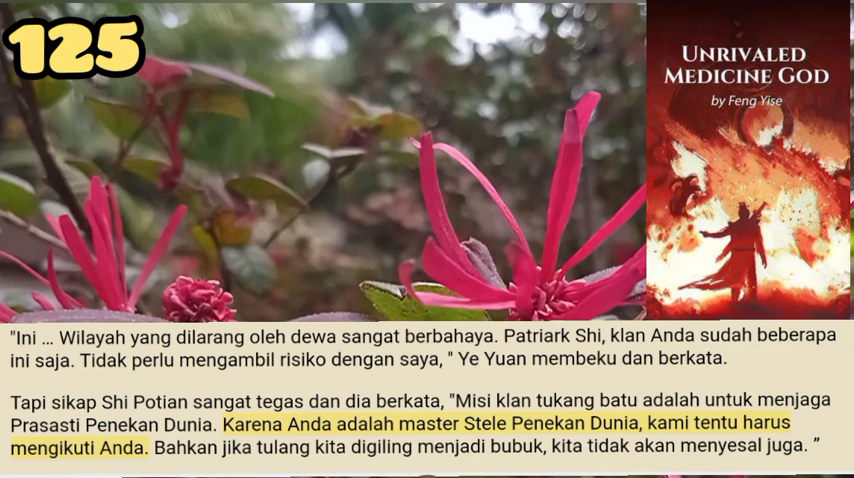 125
UNRIVALED
MEDICINE GOD
by Feng Yise
"Ini ... Wilayah yang dilarang oleh dewa sangat berbahaya. Patriark Shi, klan Anda sudah beberapa
ini saja. Tidak perlu mengambil risiko dengan saya, " Ye Yuan membeku dan berkata.
Tapi sikap Shi Potian sangat tegas dan dia berkata, "Misi klan tukang batu adalah untuk menjaga
Prasasti Penekan Dunia. Karena Anda adalah master Stele Penekan Dunia, kami tentu harus
mengikuti Anda. Bahkan jika tulang kita digiling menjadi bubuk, kita tidak akan menyesal juga. ”